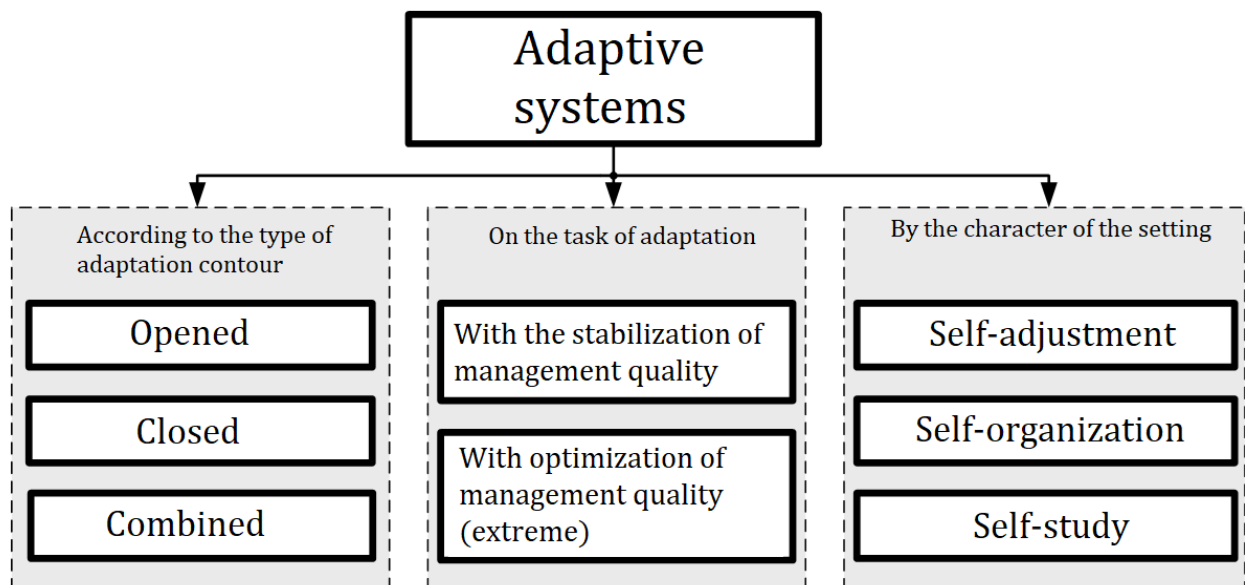 Adaptive
systems
According to the type of
adaptation contour
Opened
Closed
Combined
On the task of adaptation
With the stabilization of
management quality
With optimization of
management quality
(extreme)
By the character of the setting
Self-adjustment
Self-organization
Self-study